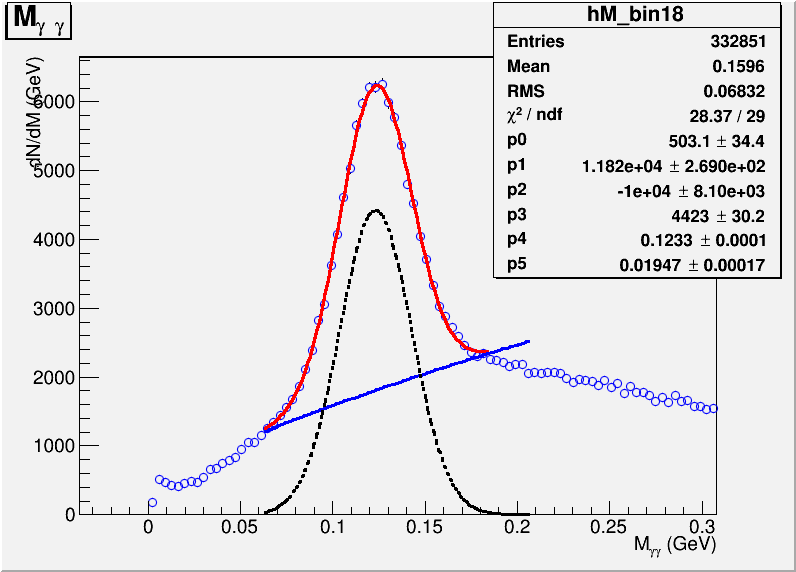 M γ γ
hM_bin18
Entries 332851
Mean 0.1596
RMS 0.06832
χ² / ndf 28.37 / 29
p0 503.1 ± 34.4
p1 1.182e+04 ± 2.690e+02
p2 -1e+04 ± 8.10e+03
p3 4423 ± 30.2
p4 0.1233 ± 0.0001
p5 0.01947 ± 0.00017
dN/dM (GeV)
6000
5000
4000
3000
2000
1000
0
0 0.05 0.1 0.15 0.2 0.25 0.3
Mγγ (GeV)